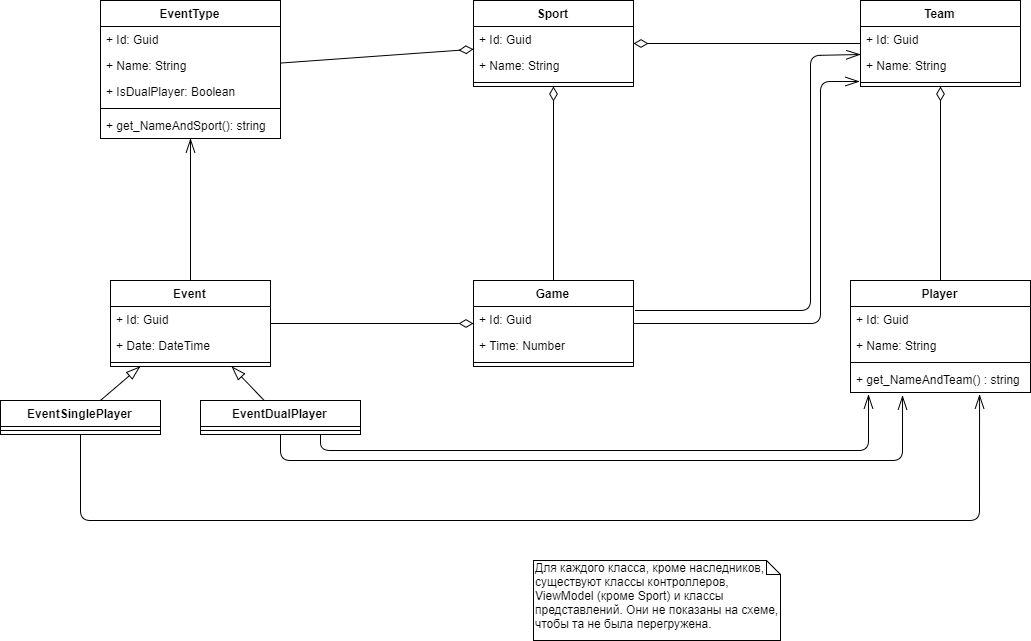 EventType
+ Id: Guid
+ Name: String
+ IsDualPlayer: Boolean
+ get_NameAndSport(): string
Sport
+ Id: Guid
+ Name: String
Team
+ Id: Guid
+ Name: String
Event
+ Id: Guid
+ Date: DateTime
Game
+ Id: Guid
+ Time: Number
Player
+ Id: Guid
+ Name: String
+ get_NameAndTeam() : string
EventSinglePlayer
EventDualPlayer
Для каждого класса, кроме наследников,
существуют классы контроллеров,
ViewModel (кроме Sport) и классы
представлений. Они не показаны на схеме,
чтобы та не была перегружена.